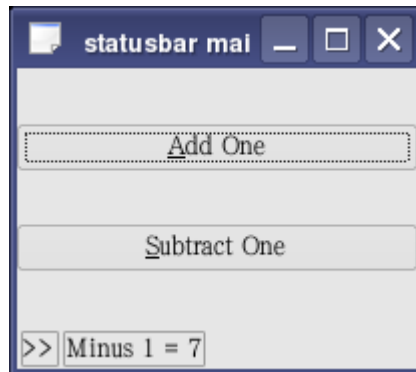 statusbar mai
Add One
Subtract One
>> Minus 1 = 7